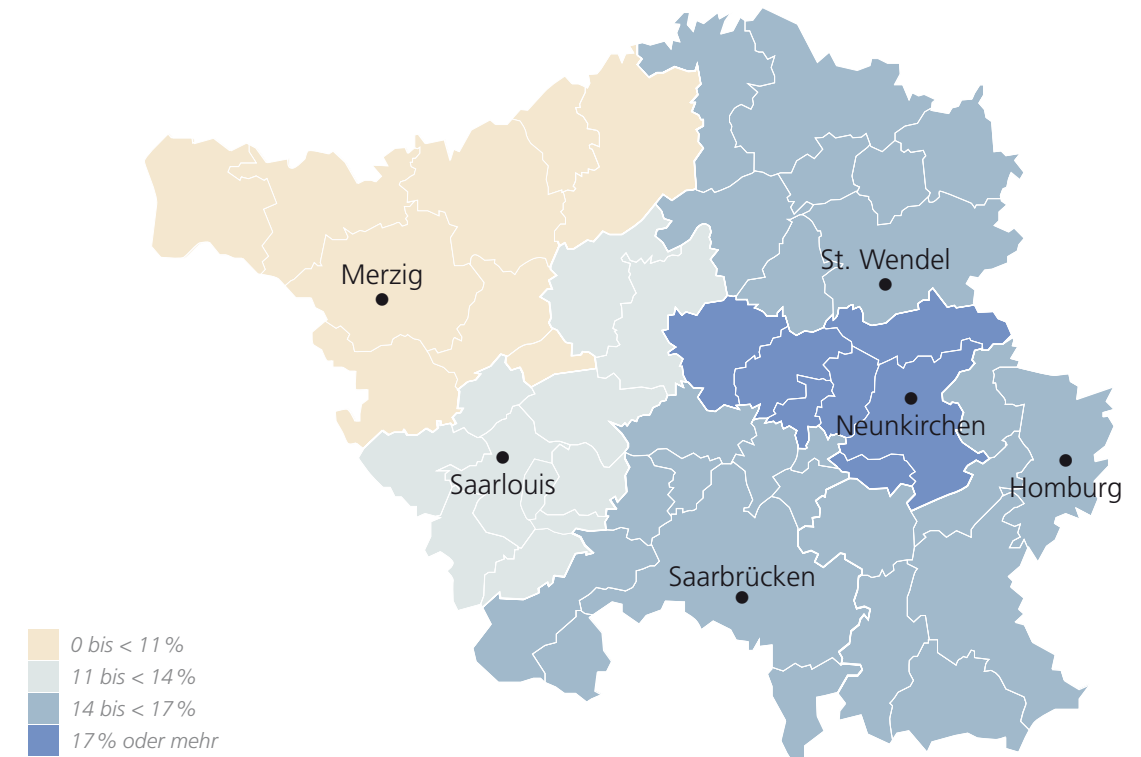 St. Wendel
Merzig
Neunkirchen
Saarlouis
Homburg
Saarbrücken
0 bis < 11 %
11 bis < 14 %
14 bis < 17 %
17 % oder mehr